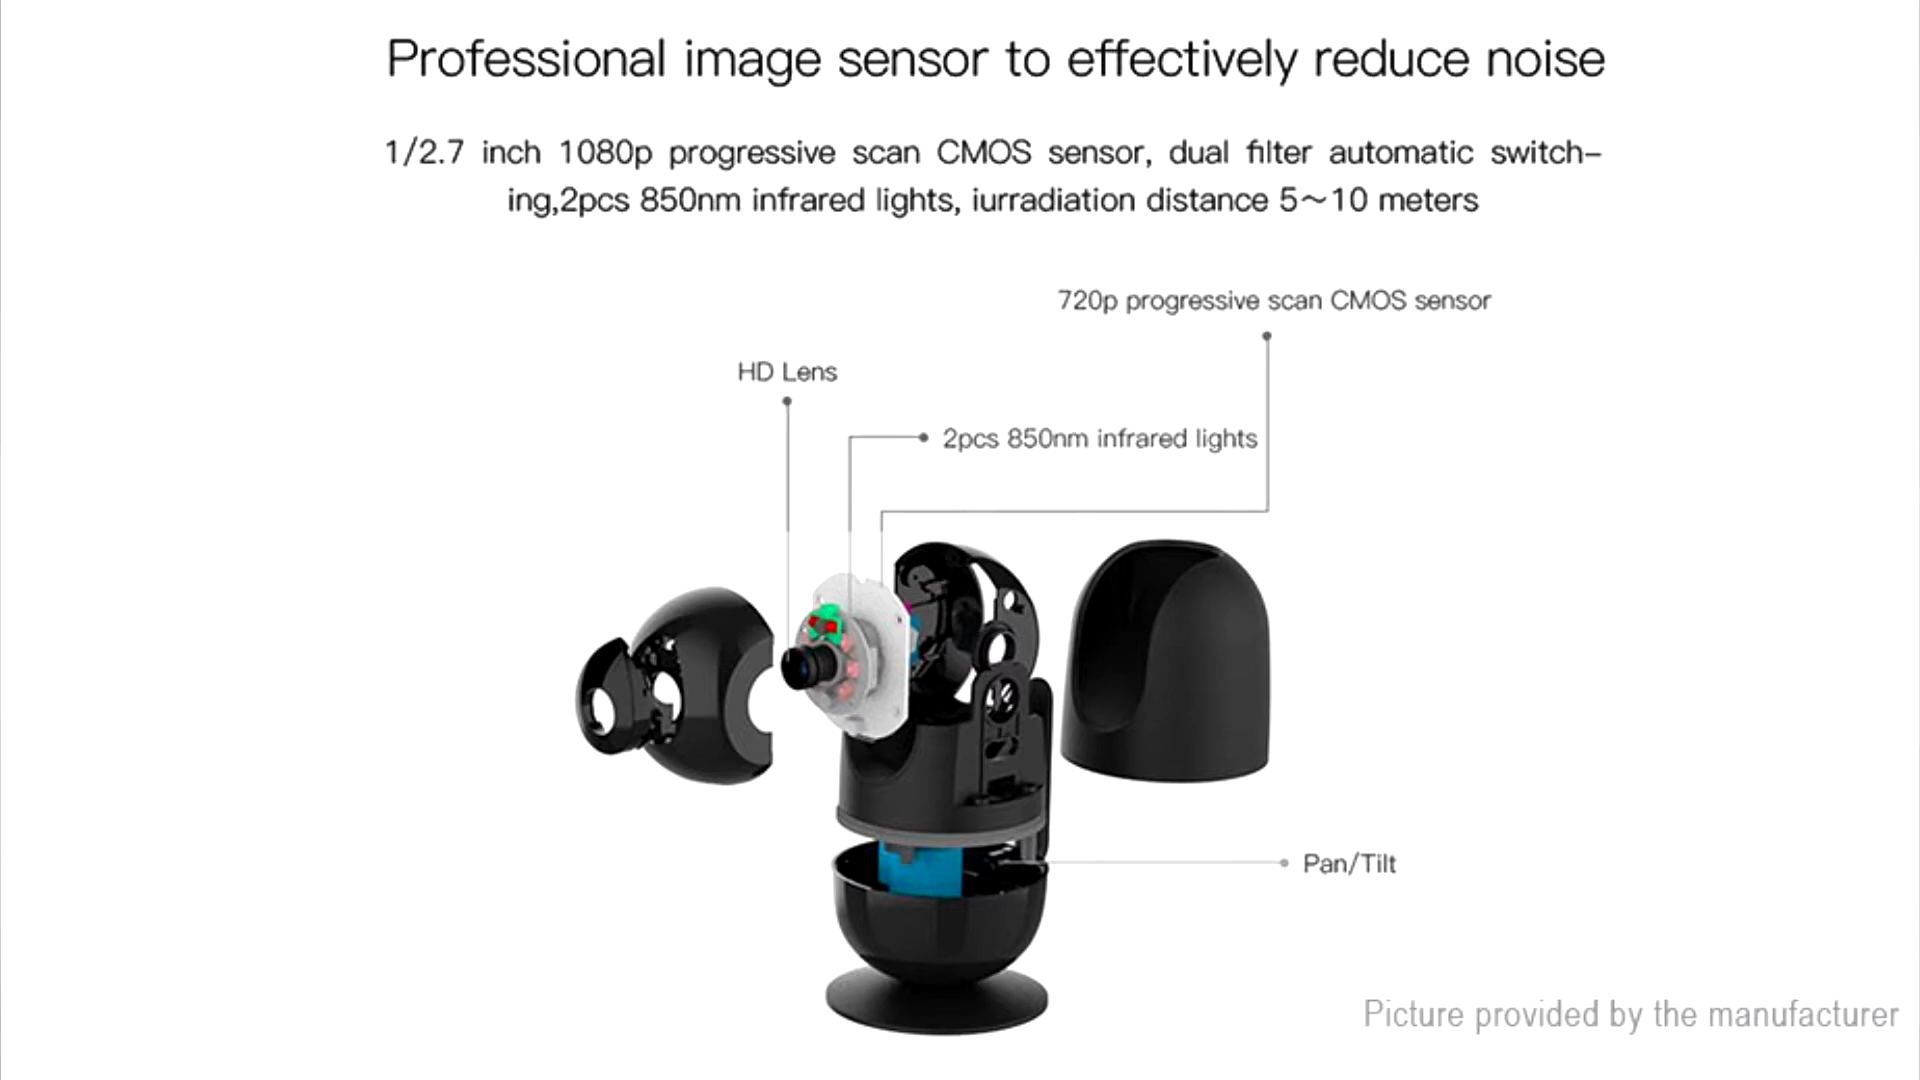 Professional image sensor to effectively reduce noise
1/2.7 inch 1080p progressive scan CMOS sensor, dual filter automatic switch–
ing,2pcs 850nm infrared lights, iurradiation distance 5～10 meters
720p progressive scan CMOS sensor
HD Lens
2pcs 850nm infrared lights
Pan/Tilt
Picture provided by the manufacturer